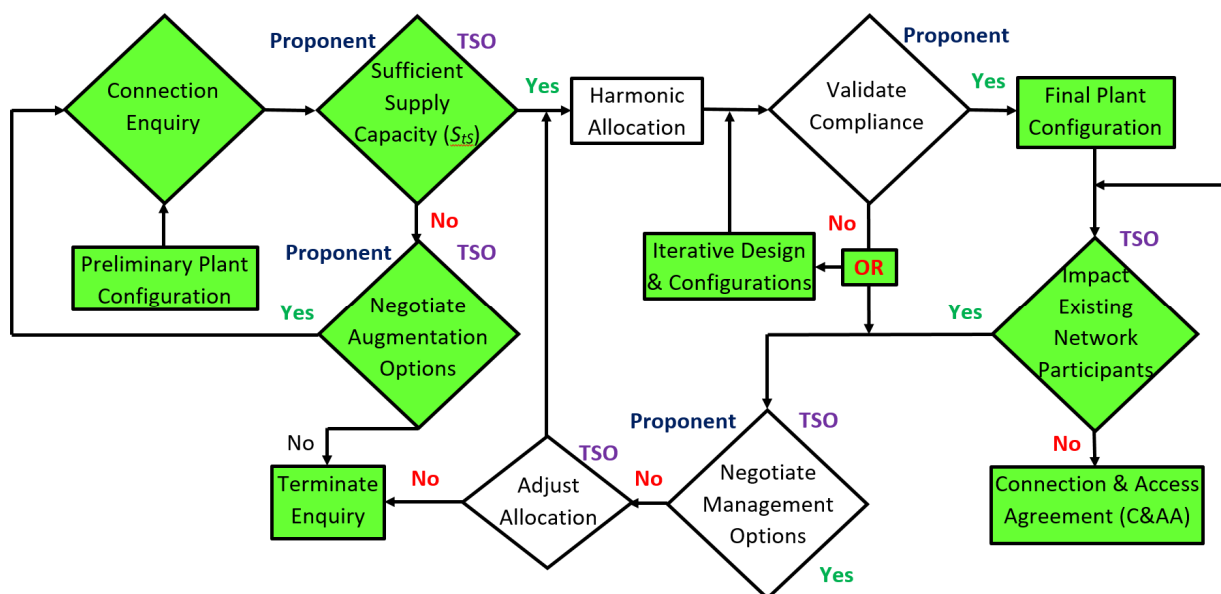 Connection
Enquiry
Preliminary Plant
Configuration
Proponent
TSO
Sufficient
Supply
Capacity (StS)
Yes
No
Proponent
TSO
Negotiate
Augmentation
Options
Yes
No
Terminate
Enquiry
Harmonic
Allocation
Proponent
Validate
Compliance
Yes
No
OR
Iterative Design
& Configurations
Final Plant
Configuration
TSO
Impact
Existing
Network
Participants
Yes
No
Connection & Access
Agreement (C&AA)
Proponent
TSO
Negotiate
Management
Options
No
Yes
TSO
Adjust
Allocation
No